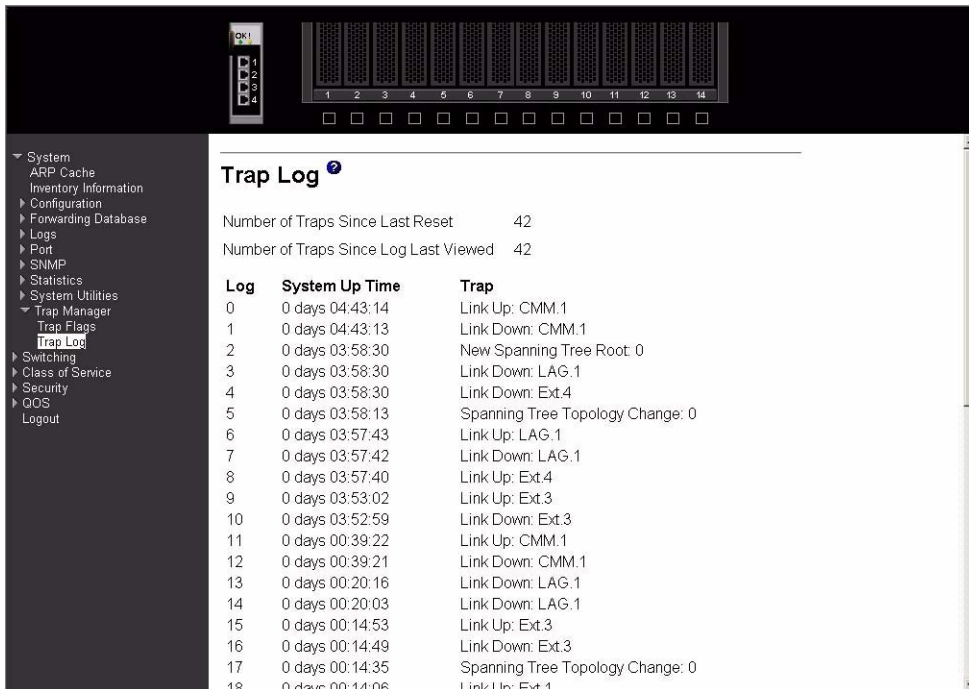 OK!
1
2
3
4
1 2 3 4 5 6 7 8 9 10 11 12 13 14
System
ARP Cache
Inventory Information
Configuration
Forwarding Database
Logs
Port
SNMP
Statistics
System Utilities
Trap Manager
Trap Flags
Trap Log
Switching
Class of Service
Security
QOS
Logout
Trap Log ?
Number of Traps Since Last Reset 42
Number of Traps Since Log Last Viewed 42
Log System Up Time Trap
0 0 days 04:43:14 Link Up: CMM.1
1 0 days 04:43:13 Link Down: CMM.1
2 0 days 03:58:30 New Spanning Tree Root: 0
3 0 days 03:58:30 Link Down: LAG.1
4 0 days 03:58:30 Link Down: Ext.4
5 0 days 03:58:13 Spanning Tree Topology Change: 0
6 0 days 03:57:43 Link Up: LAG.1
7 0 days 03:57:42 Link Down: LAG.1
8 0 days 03:57:40 Link Up: Ext.4
9 0 days 03:53:02 Link Up: Ext.3
10 0 days 03:52:59 Link Down: Ext.3
11 0 days 00:39:22 Link Up: CMM.1
12 0 days 00:39:21 Link Down: CMM.1
13 0 days 00:20:16 Link Down: LAG.1
14 0 days 00:20:03 Link Down: LAG.1
15 0 days 00:14:53 Link Up: Ext.3
16 0 days 00:14:49 Link Down: Ext.3
17 0 days 00:14:35 Spanning Tree Topology Change: 0
18 0 days 00:14:06 Link Up: Ext.1